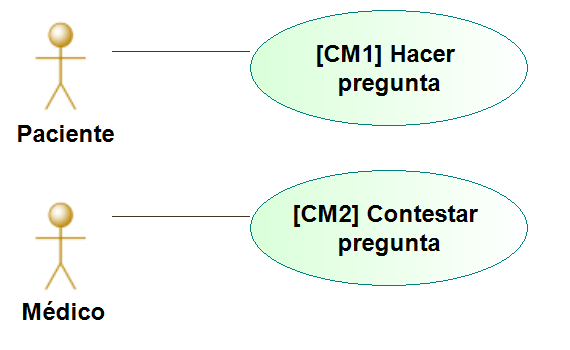 [CM1] Hacer
pregunta
Paciente
[CM2] Contestar
pregunta
Médico